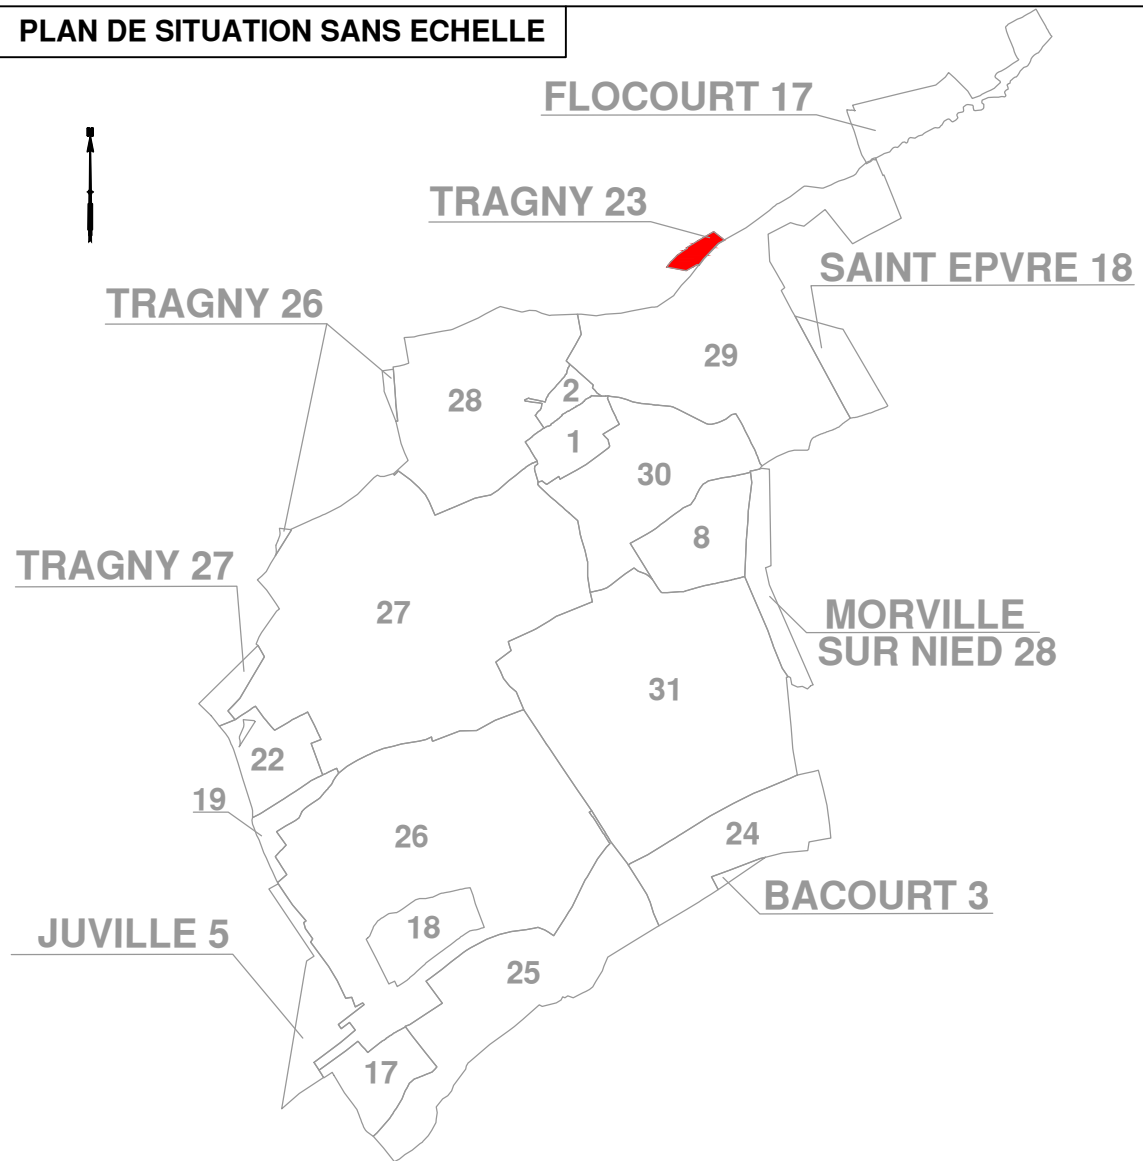 PLAN DE SITUATION SANS ECHELLE
FLOCOURT 17
TRAGNY 23
SAINT EPVRE 18
TRAGNY 26
29
2
28
1
30
8
TRAGNY 27
27
MORVILLE
SUR NIED 28
31
22
19
26
24
BACOURT 3
18
JUVILLE 5
25
17